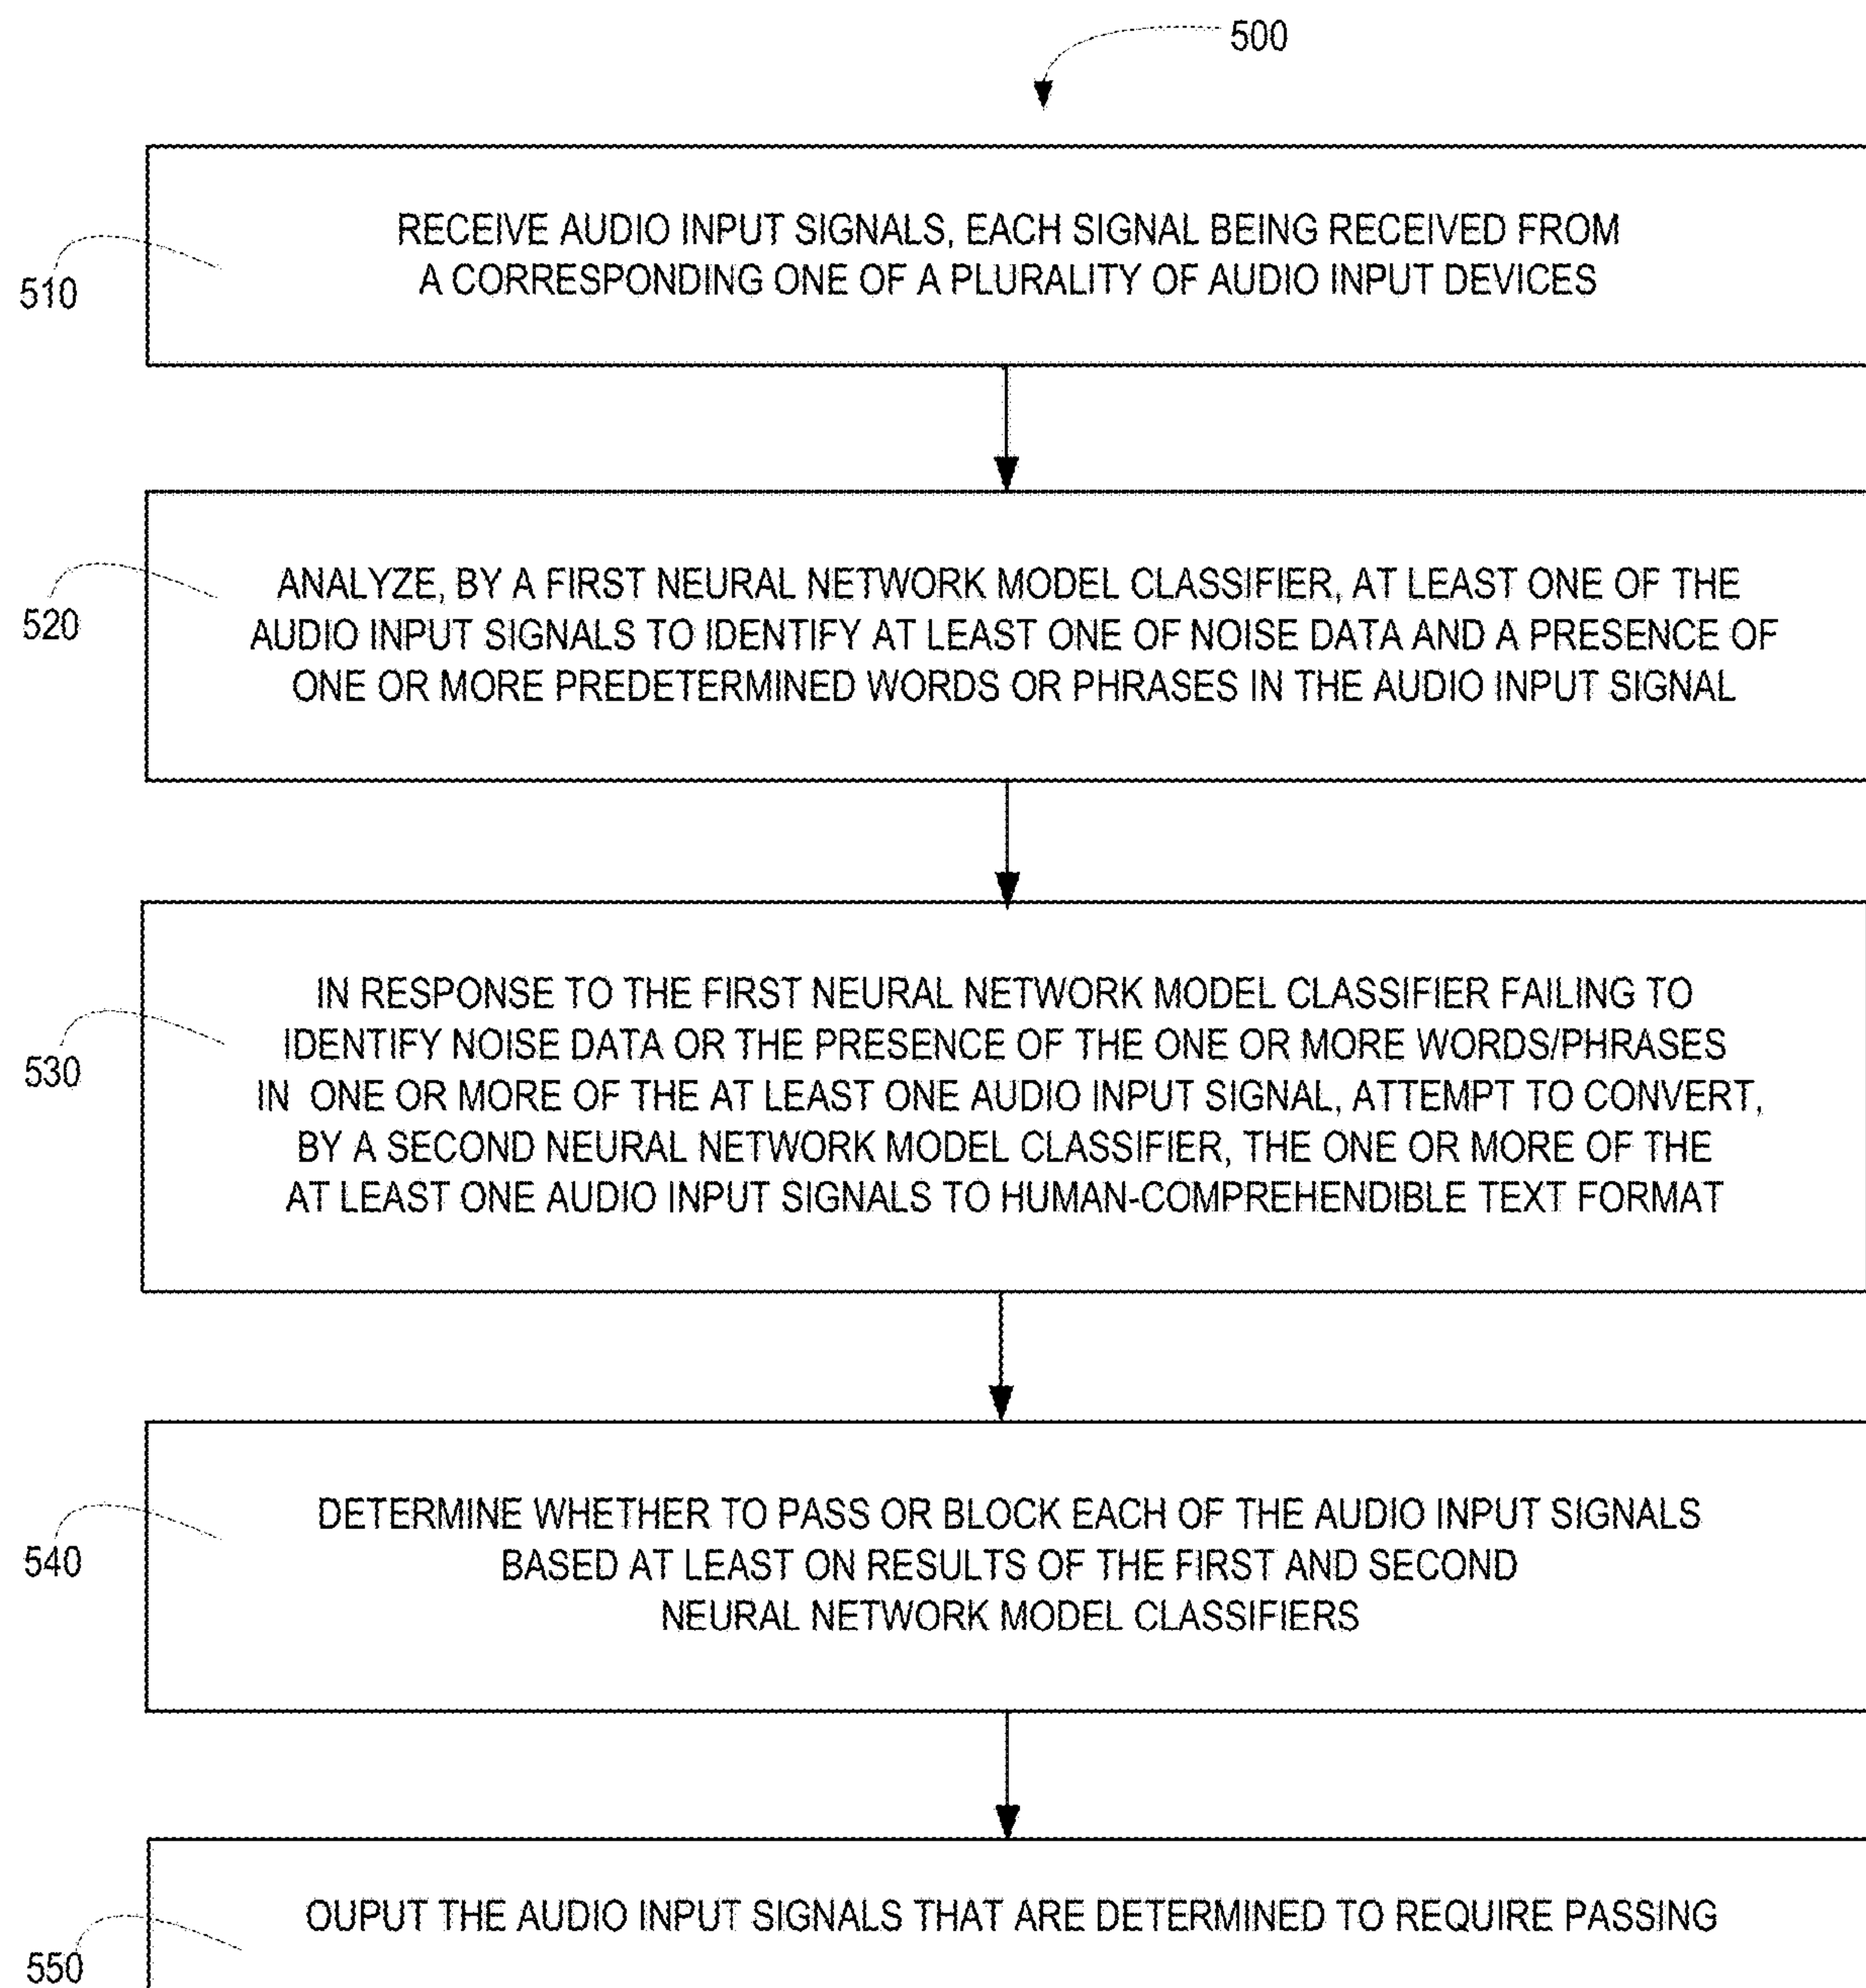 500
510
RECEIVE AUDIO INPUT SIGNALS, EACH SIGNAL BEING RECEIVED FROM
A CORRESPONDING ONE OF A PLURALITY OF AUDIO INPUT DEVICES
520
ANALYZE, BY A FIRST NEURAL NETWORK MODEL CLASSIFIER, AT LEAST ONE OF THE
AUDIO INPUT SIGNALS TO IDENTIFY AT LEAST ONE OF NOISE DATA AND A PRESENCE OF
ONE OR MORE PREDETERMINED WORDS OR PHRASES IN THE AUDIO INPUT SIGNAL
530
IN RESPONSE TO THE FIRST NEURAL NETWORK MODEL CLASSIFIER FAILING TO
IDENTIFY NOISE DATA OR THE PRESENCE OF THE ONE OR MORE WORDS/PHRASES
IN ONE OR MORE OF THE AT LEAST ONE AUDIO INPUT SIGNAL, ATTEMPT TO CONVERT,
BY A SECOND NEURAL NETWORK MODEL CLASSIFIER, THE ONE OR MORE OF THE
AT LEAST ONE AUDIO INPUT SIGNALS TO HUMAN-COMPREHENDIBLE TEXT FORMAT
540
DETERMINE WHETHER TO PASS OR BLOCK EACH OF THE AUDIO INPUT SIGNALS
BASED AT LEAST ON RESULTS OF THE FIRST AND SECOND
NEURAL NETWORK MODEL CLASSIFIERS
550
OUPUT THE AUDIO INPUT SIGNALS THAT ARE DETERMINED TO REQUIRE PASSING